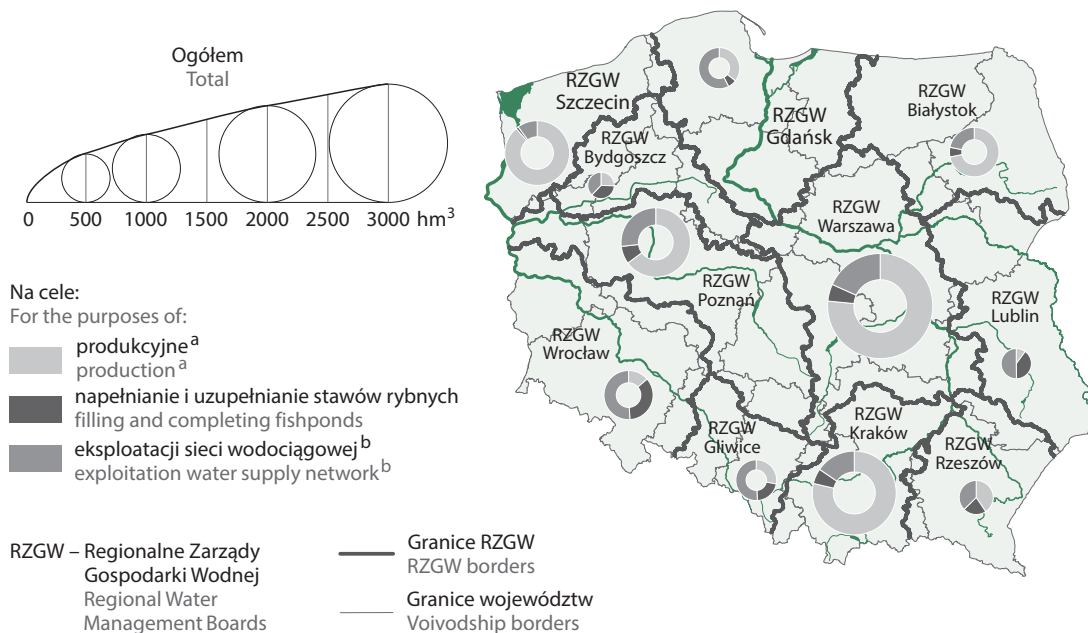 Ogółem
Total
0 500 1000 1500 2000 2500 3000 hm³
Na cele:
For the purposes of:
produkcyjne ᵃ
production ᵃ
napełnianie i uzupełnianie stawów rybnych
filling and completing fishponds
eksploatacji sieci wodociągowej ᵇ
exploitation water supply network ᵇ
RZGW – Regionalne Zarządy
Gospodarki Wodnej
Regional Water
Management Boards
Granice RZGW
RZGW borders
Granice województw
Voivodship borders
RZGW
Szczecin
RZGW
Bydgoszcz
RZGW
Gdańsk
RZGW
Białystok
RZGW
Warszawa
RZGW
Poznań
RZGW
Lublin
RZGW
Wrocław
RZGW
Gliwice
RZGW
Kraków
RZGW
Rzeszów